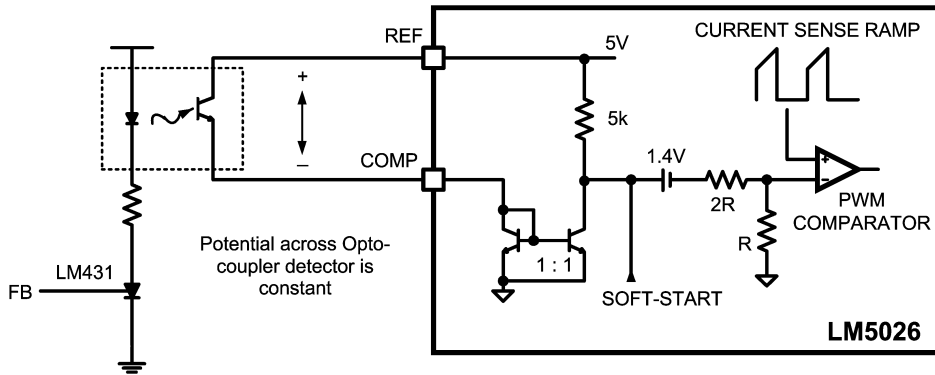 REF
5V
CURRENT SENSE RAMP
+
–
5k
COMP
1.4V
2R
+
–
PWM
COMPARATOR
R
Potential across Opto-
coupler detector is
constant
1 : 1
SOFT-START
LM431
FB
LM5026